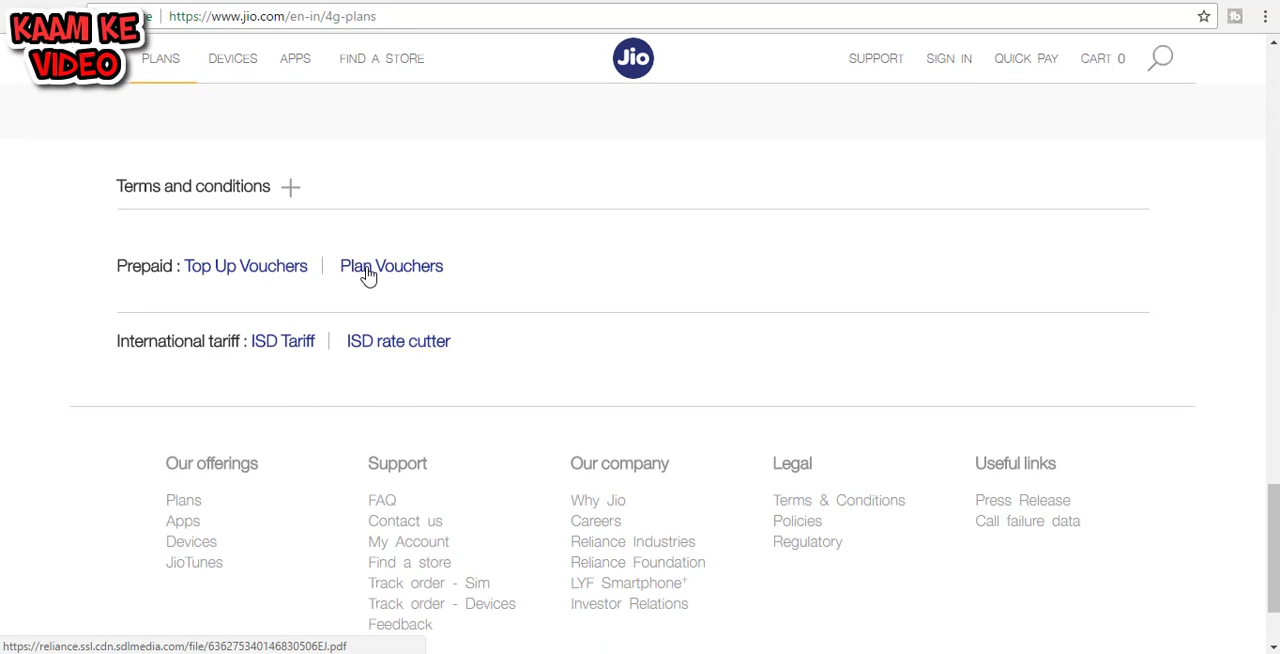 KAAM KE
VIDEO
https://www.jio.com/en-in/4g-plans
PLANS DEVICES APPS FIND A STORE Jio SUPPORT SIGN IN QUICK PAY CART 0
Terms and conditions
Prepaid : Top Up Vouchers | Plan Vouchers
International tariff : ISD Tariff | ISD rate cutter
Our offerings
Plans
Apps
Devices
JioTunes
Support
FAQ
Contact us
My Account
Find a store
Track order - Sim
Track order - Devices
Feedback
Our company
Why Jio
Careers
Reliance Industries
Reliance Foundation
LYF Smartphone+
Investor Relations
Legal
Terms & Conditions
Policies
Regulatory
Useful links
Press Release
Call failure data
https://reliance.ssl.cdn.sdlmedia.com/file/636275340146830506EJ.pdf